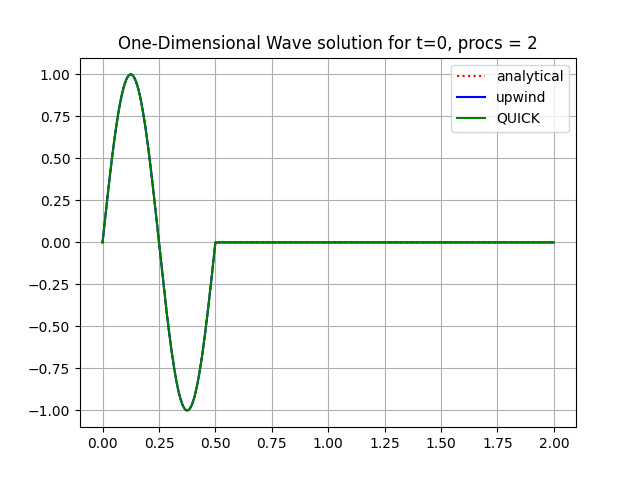 One-Dimensional Wave solution for t=0, procs = 2
1.00
0.75
0.50
0.25
0.00
−0.25
−0.50
−0.75
−1.00
analytical
upwind
QUICK
0.00 0.25 0.50 0.75 1.00 1.25 1.50 1.75 2.00